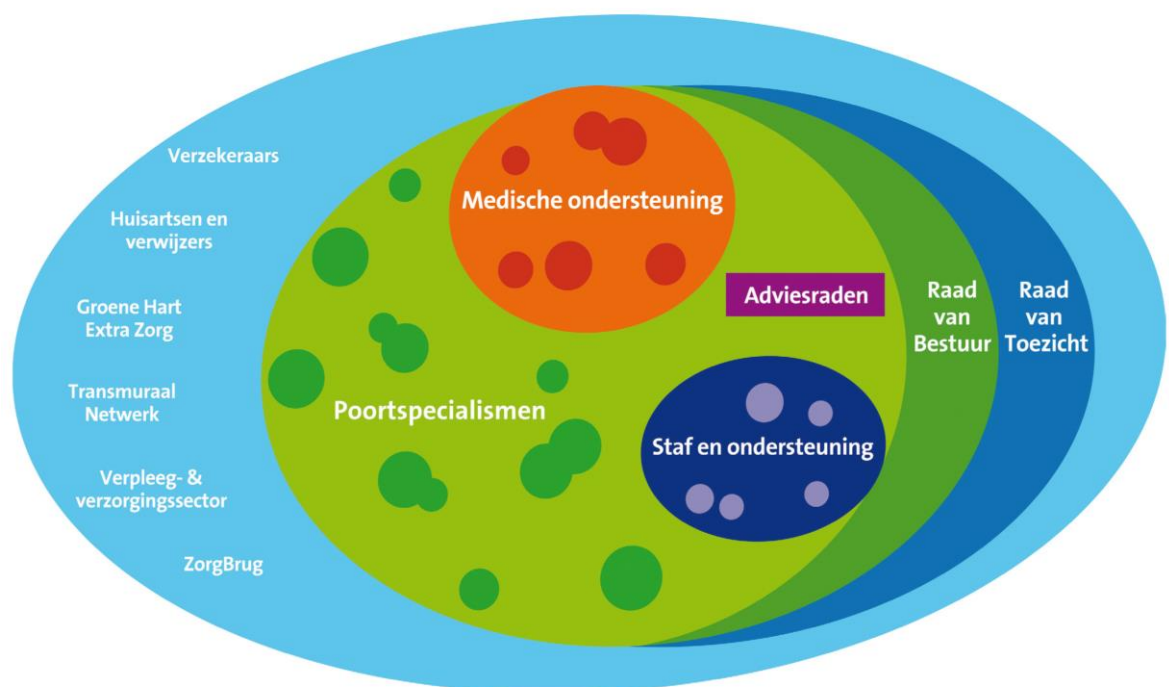 Verzekeraars
Huisartsen en
verwijzers
Groene Hart
Extra Zorg
Transmuraal
Netwerk
Verpleeg- &
verzorgingssector
ZorgBrug
Medische ondersteuning
Poortspecialismen
Adviesraden
Staf en ondersteuning
Raad
van
Bestuur
Raad
van
Toezicht